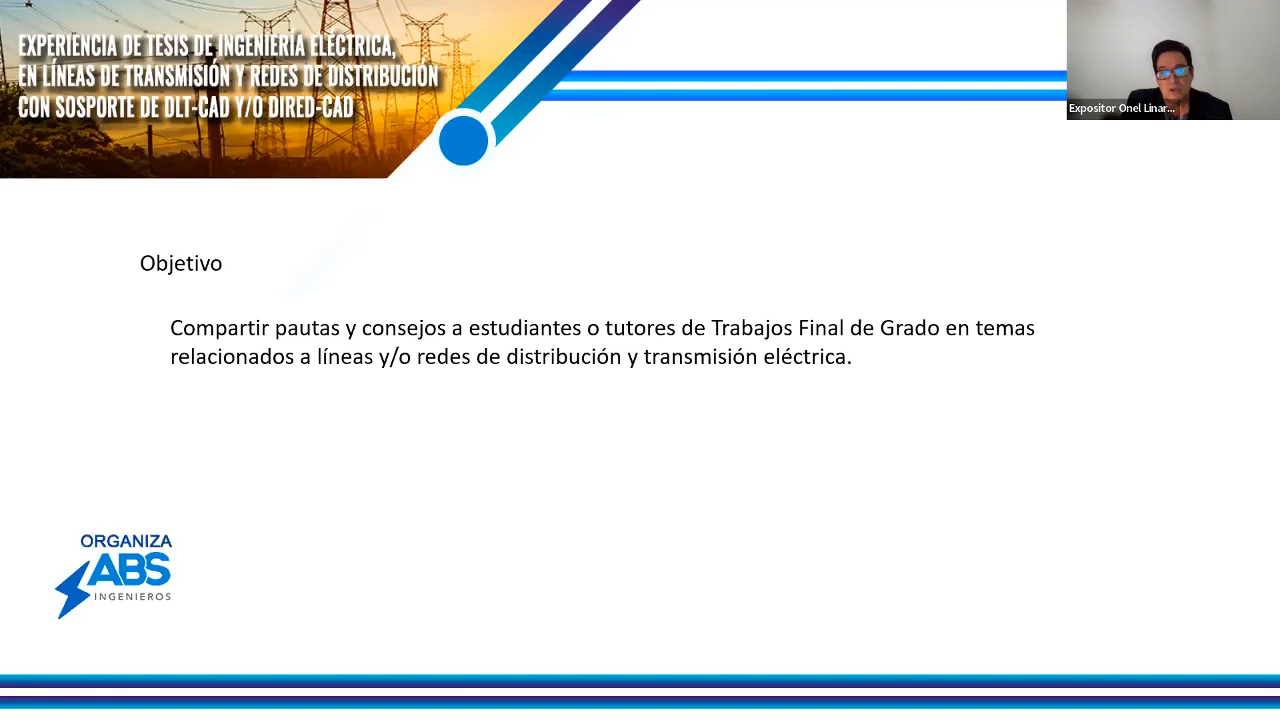 EXPERIENCIA DE TESIS DE INGENIERÍA ELÉCTRICA,
EN LÍNEAS DE TRANSMISIÓN Y REDES DE DISTRIBUCIÓN
CON SOSPORTE DE DLT-CAD Y/O DIRED-CAD
Expositor Onel Linar...
Objetivo
Compartir pautas y consejos a estudiantes o tutores de Trabajos Final de Grado en temas
relacionados a líneas y/o redes de distribución y transmisión eléctrica.
ORGANIZA
ABS
INGENIEROS